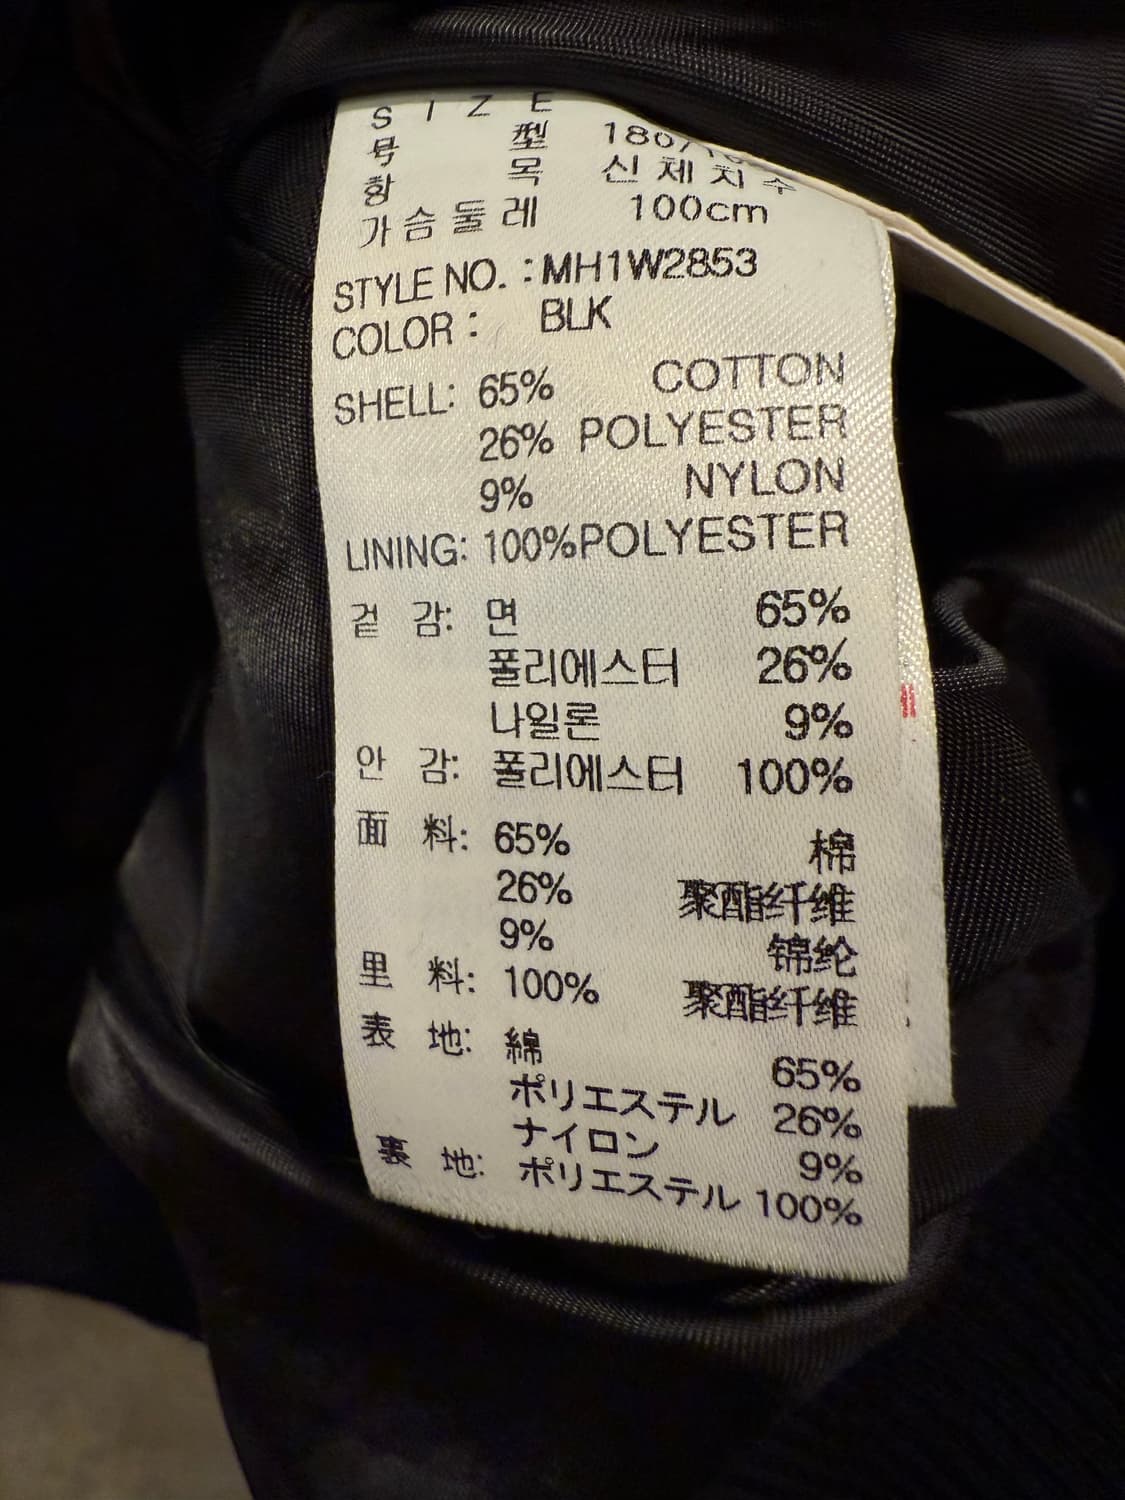 SIZE
号 型
항 목 신체치수
가슴둘레 100cm
STYLE NO. : MH1W2853
COLOR : BLK
SHELL: 65% COTTON
26% POLYESTER
9% NYLON
LINING: 100% POLYESTER
겉 감: 면 65%
폴리에스터 26%
나일론 9%
안 감: 폴리에스터 100%
面 料: 65% 棉
26% 聚酯纤维
9% 锦纶
里 料: 100% 聚酯纤维
表 地: 綿 65%
ポリエステル 26%
ナイロン 9%
裏 地: ポリエステル 100%